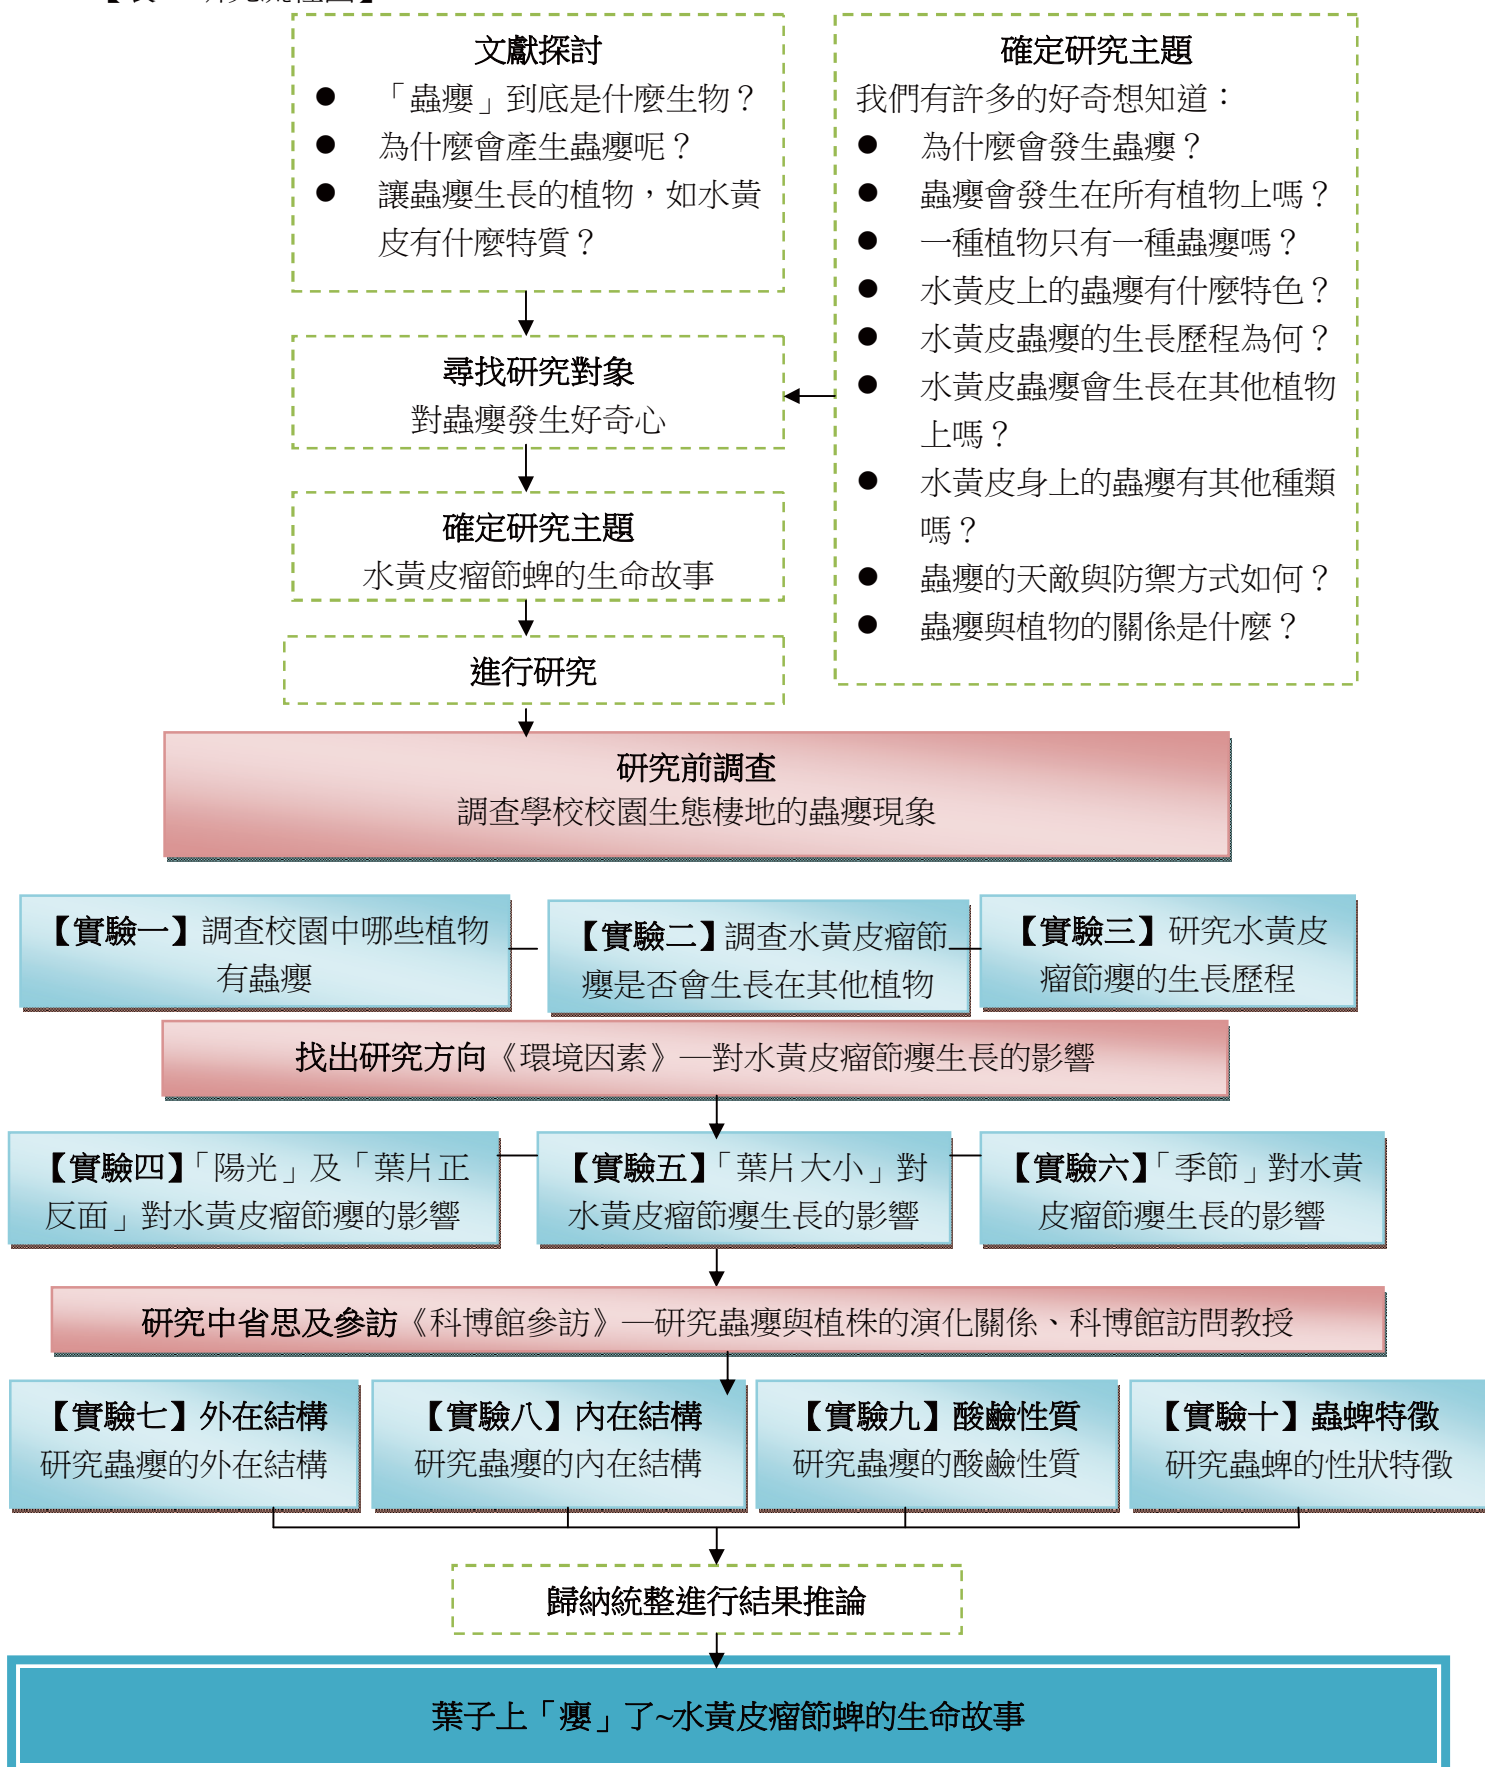 文獻探討
● 「蟲癭」到底是什麼生物？
● 為什麼會產生蟲癭呢？
● 讓蟲癭生長的植物，如水黃
皮有什麼特質？
確定研究主題
我們有許多的好奇想知道：
● 為什麼會發生蟲癭？
● 蟲癭會發生在所有植物上嗎？
● 一種植物只有一種蟲癭嗎？
● 水黃皮上的蟲癭有什麼特色？
● 水黃皮蟲癭的生長歷程為何？
● 水黃皮蟲癭會生長在其他植物
上嗎？
● 水黃皮身上的蟲癭有其他種類
嗎？
● 蟲癭的天敵與防禦方式如何？
● 蟲癭與植物的關係是什麼？
尋找研究對象
對蟲癭發生好奇心
確定研究主題
水黃皮瘤節蜱的生命故事
進行研究
研究前調查
調查學校校園生態棲地的蟲癭現象
【實驗一】調查校園中哪些植物
有蟲癭
【實驗二】調查水黃皮瘤節
癭是否會生長在其他植物
【實驗三】研究水黃皮
瘤節癭的生長歷程
找出研究方向《環境因素》—對水黃皮瘤節癭生長的影響
【實驗四】「陽光」及「葉片正
反面」對水黃皮瘤節癭的影響
【實驗五】「葉片大小」對
水黃皮瘤節癭生長的影響
【實驗六】「季節」對水黃
皮瘤節癭生長的影響
研究中省思及參訪《科博館參訪》—研究蟲癭與植株的演化關係、科博館訪問教授
【實驗七】外在結構
研究蟲癭的外在結構
【實驗八】內在結構
研究蟲癭的內在結構
【實驗九】酸鹼性質
研究蟲癭的酸鹼性質
【實驗十】蟲蜱特徵
研究蟲蜱的性狀特徵
歸納統整進行結果推論
葉子上「癭」了~水黃皮瘤節蜱的生命故事